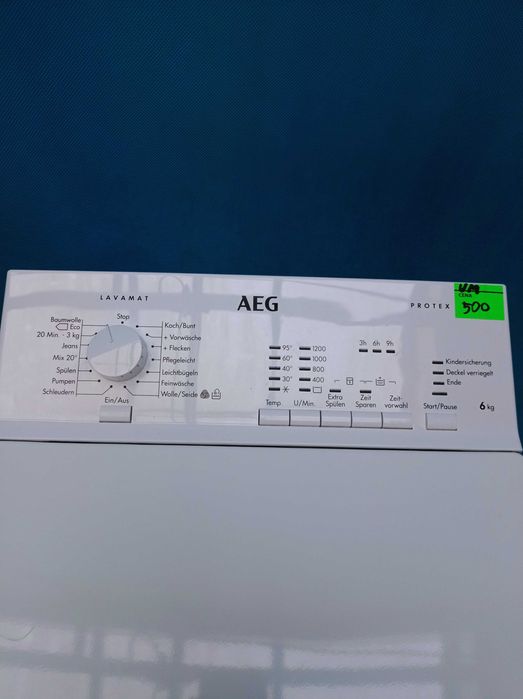 LAVAMAT
AEG
PROTEX
CENA
500
Stop
Baumwolle
Eco
20 Min. - 3 kg
Jeans
Mix 20°
Spülen
Pumpen
Schleudern
Koch/Bunt
+ Vorwäsche
+ Flecken
Pflegeleicht
Leichtbügeln
Feinwäsche
Wolle/Seide
Ein/Aus
95° 1200
60° 1000
40° 800
30° 400
3h 6h 9h
Temp. U/Min. Extra Spülen Zeit Sparen Zeit-vorwahl
Kindersicherung
Deckel verriegelt
Ende
Start/Pause
6 kg